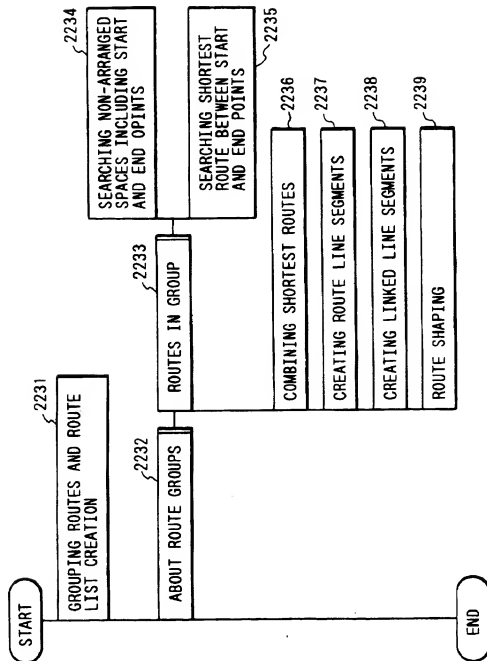 START
2231
GROUPING ROUTES AND ROUTE
LIST CREATION
2232
ABOUT ROUTE GROUPS
2233
ROUTES IN GROUP
2234
SEARCHING NON-ARRANGED
SPACES INCLUDING START
AND END OPINTS
2235
SEARCHING SHORTEST
ROUTE BETWEEN START
AND END POINTS
2236
COMBINING SHORTEST ROUTES
2237
CREATING ROUTE LINE SEGMENTS
2238
CREATING LINKED LINE SEGMENTS
2239
ROUTE SHAPING
END